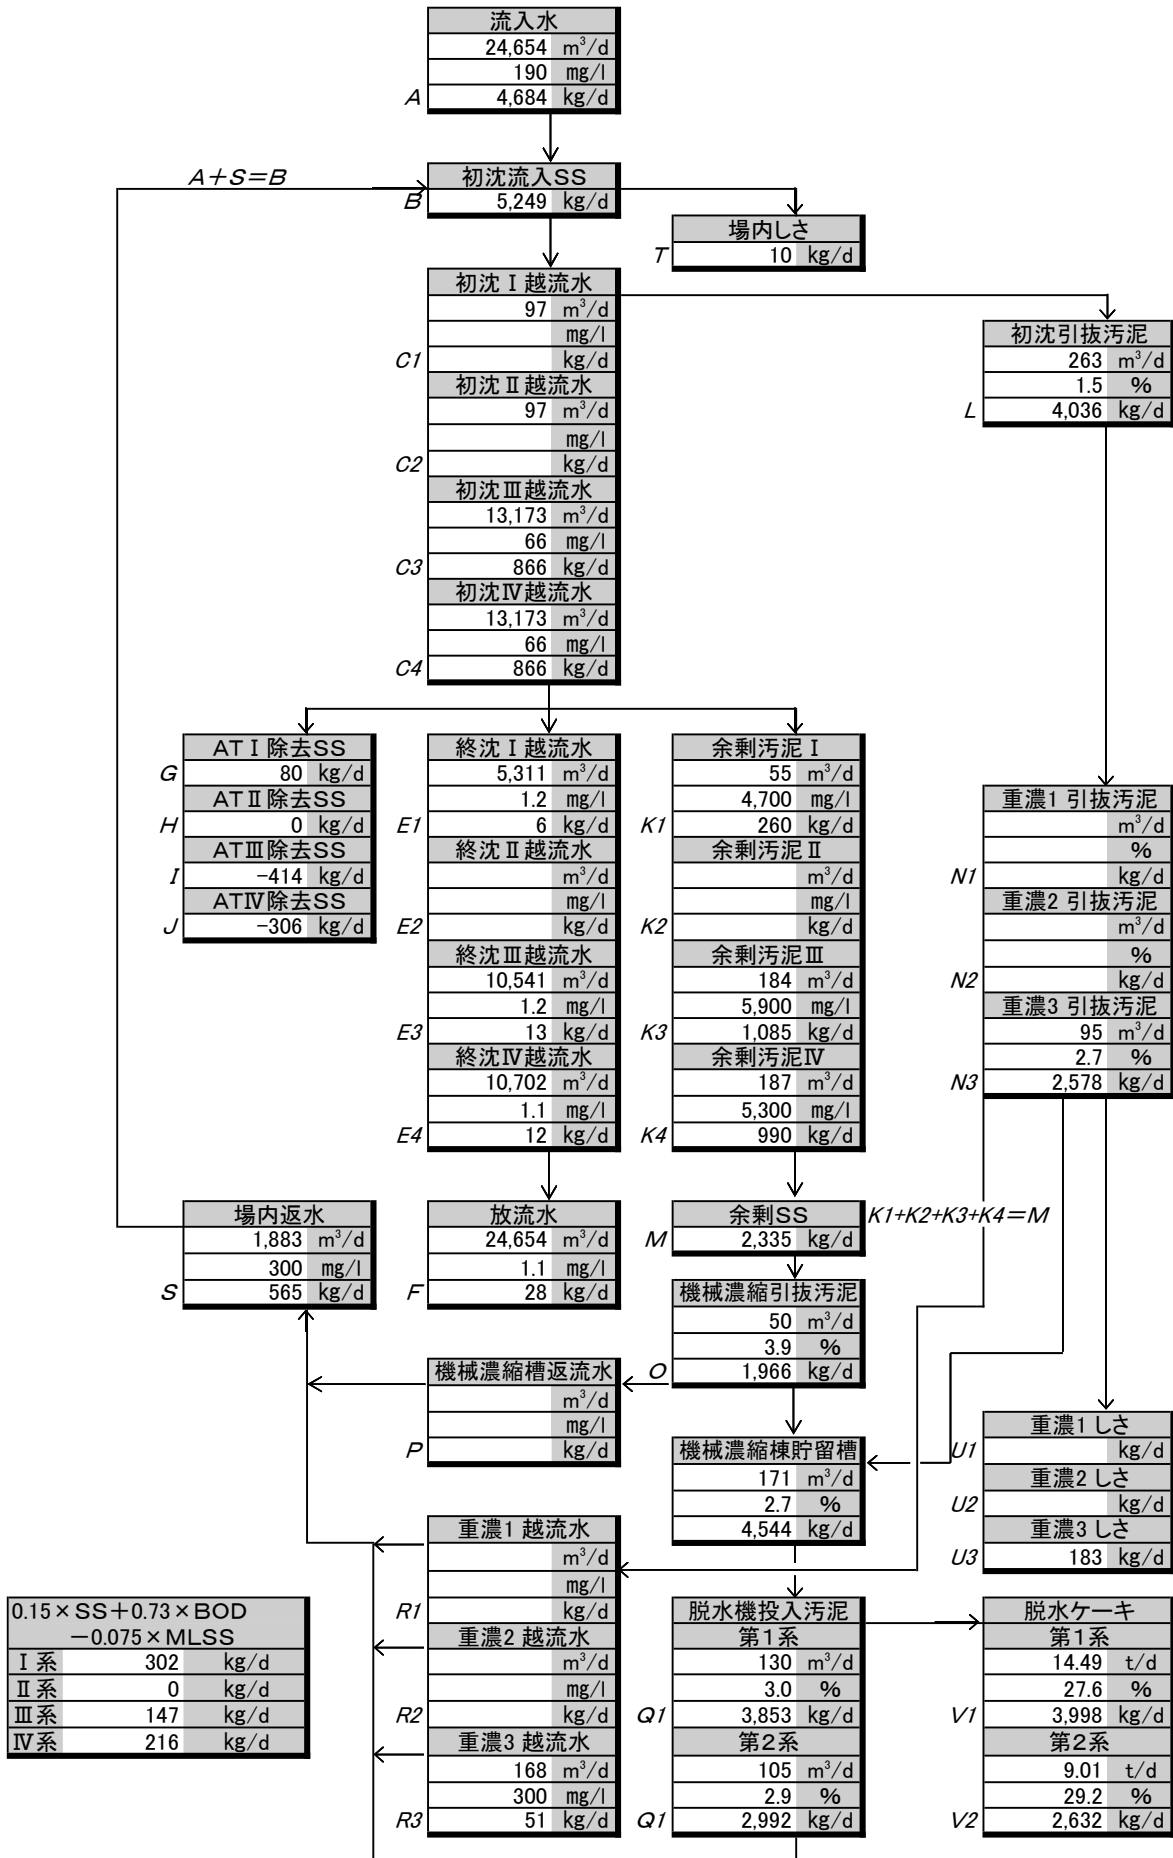 流入水
24,654 m³/d
190 mg/l
A 4,684 kg/d
A＋S＝B
初沈流入SS
B 5,249 kg/d
場内しさ
T 10 kg/d
初沈Ⅰ越流水
97 m³/d
mg/l
C1 kg/d
初沈Ⅱ越流水
97 m³/d
mg/l
C2 kg/d
初沈Ⅲ越流水
13,173 m³/d
66 mg/l
C3 866 kg/d
初沈Ⅳ越流水
13,173 m³/d
66 mg/l
C4 866 kg/d
初沈引抜汚泥
263 m³/d
1.5 %
L 4,036 kg/d
ATⅠ除去SS
G 80 kg/d
ATⅡ除去SS
H 0 kg/d
ATⅢ除去SS
I −414 kg/d
ATⅣ除去SS
J −306 kg/d
終沈Ⅰ越流水
5,311 m³/d
1.2 mg/l
E1 6 kg/d
終沈Ⅱ越流水
m³/d
mg/l
E2 kg/d
終沈Ⅲ越流水
10,541 m³/d
1.2 mg/l
E3 13 kg/d
終沈Ⅳ越流水
10,702 m³/d
1.1 mg/l
E4 12 kg/d
余剰汚泥Ⅰ
55 m³/d
4,700 mg/l
K1 260 kg/d
余剰汚泥Ⅱ
m³/d
mg/l
K2 kg/d
余剰汚泥Ⅲ
184 m³/d
5,900 mg/l
K3 1,085 kg/d
余剰汚泥Ⅳ
187 m³/d
5,300 mg/l
K4 990 kg/d
重濃1 引抜汚泥
m³/d
%
N1 kg/d
重濃2 引抜汚泥
m³/d
%
N2 kg/d
重濃3 引抜汚泥
95 m³/d
2.7 %
N3 2,578 kg/d
場内返水
1,883 m³/d
300 mg/l
S 565 kg/d
放流水
24,654 m³/d
1.1 mg/l
F 28 kg/d
余剰SS
M 2,335 kg/d
K1+K2+K3+K4＝M
機械濃縮引抜汚泥
50 m³/d
3.9 %
O 1,966 kg/d
機械濃縮槽返流水
m³/d
mg/l
P kg/d
機械濃縮棟貯留槽
171 m³/d
2.7 %
4,544 kg/d
重濃1 しさ
U1 kg/d
重濃2 しさ
U2 kg/d
重濃3 しさ
U3 183 kg/d
重濃1 越流水
m³/d
mg/l
R1 kg/d
重濃2 越流水
m³/d
mg/l
R2 kg/d
重濃3 越流水
168 m³/d
300 mg/l
R3 51 kg/d
0.15×SS＋0.73×BOD
−0.075×MLSS
Ⅰ系 302 kg/d
Ⅱ系 0 kg/d
Ⅲ系 147 kg/d
Ⅳ系 216 kg/d
脱水機投入汚泥
第1系
130 m³/d
3.0 %
Q1 3,853 kg/d
第2系
105 m³/d
2.9 %
Q1 2,992 kg/d
脱水ケーキ
第1系
14.49 t/d
27.6 %
V1 3,998 kg/d
第2系
9.01 t/d
29.2 %
V2 2,632 kg/d